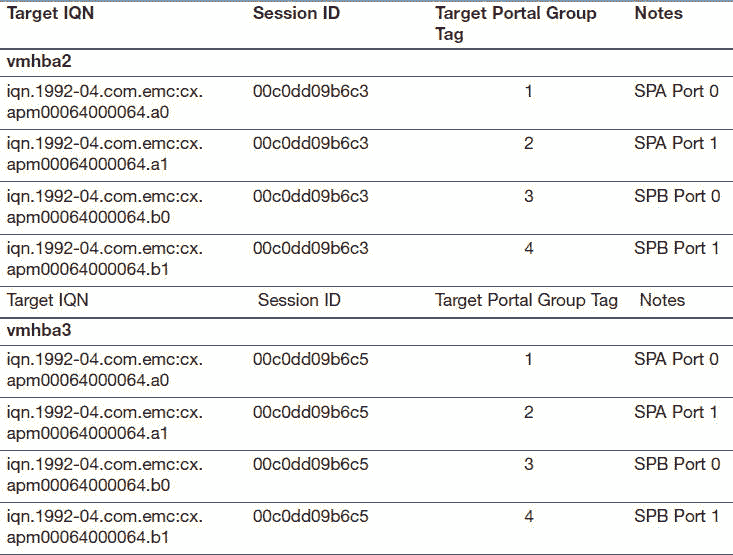 Target IQN Session ID Target Portal Group Tag Notes
vmhba2
iqn.1992-04.com.emc:cx.
apm00064000064.a0 00c0dd09b6c3 1 SPA Port 0
iqn.1992-04.com.emc:cx.
apm00064000064.a1 00c0dd09b6c3 2 SPA Port 1
iqn.1992-04.com.emc:cx.
apm00064000064.b0 00c0dd09b6c3 3 SPB Port 0
iqn.1992-04.com.emc:cx.
apm00064000064.b1 00c0dd09b6c3 4 SPB Port 1
Target IQN Session ID Target Portal Group Tag Notes
vmhba3
iqn.1992-04.com.emc:cx.
apm00064000064.a0 00c0dd09b6c5 1 SPA Port 0
iqn.1992-04.com.emc:cx.
apm00064000064.a1 00c0dd09b6c5 2 SPA Port 1
iqn.1992-04.com.emc:cx.
apm00064000064.b0 00c0dd09b6c5 3 SPB Port 0
iqn.1992-04.com.emc:cx.
apm00064000064.b1 00c0dd09b6c5 4 SPB Port 1